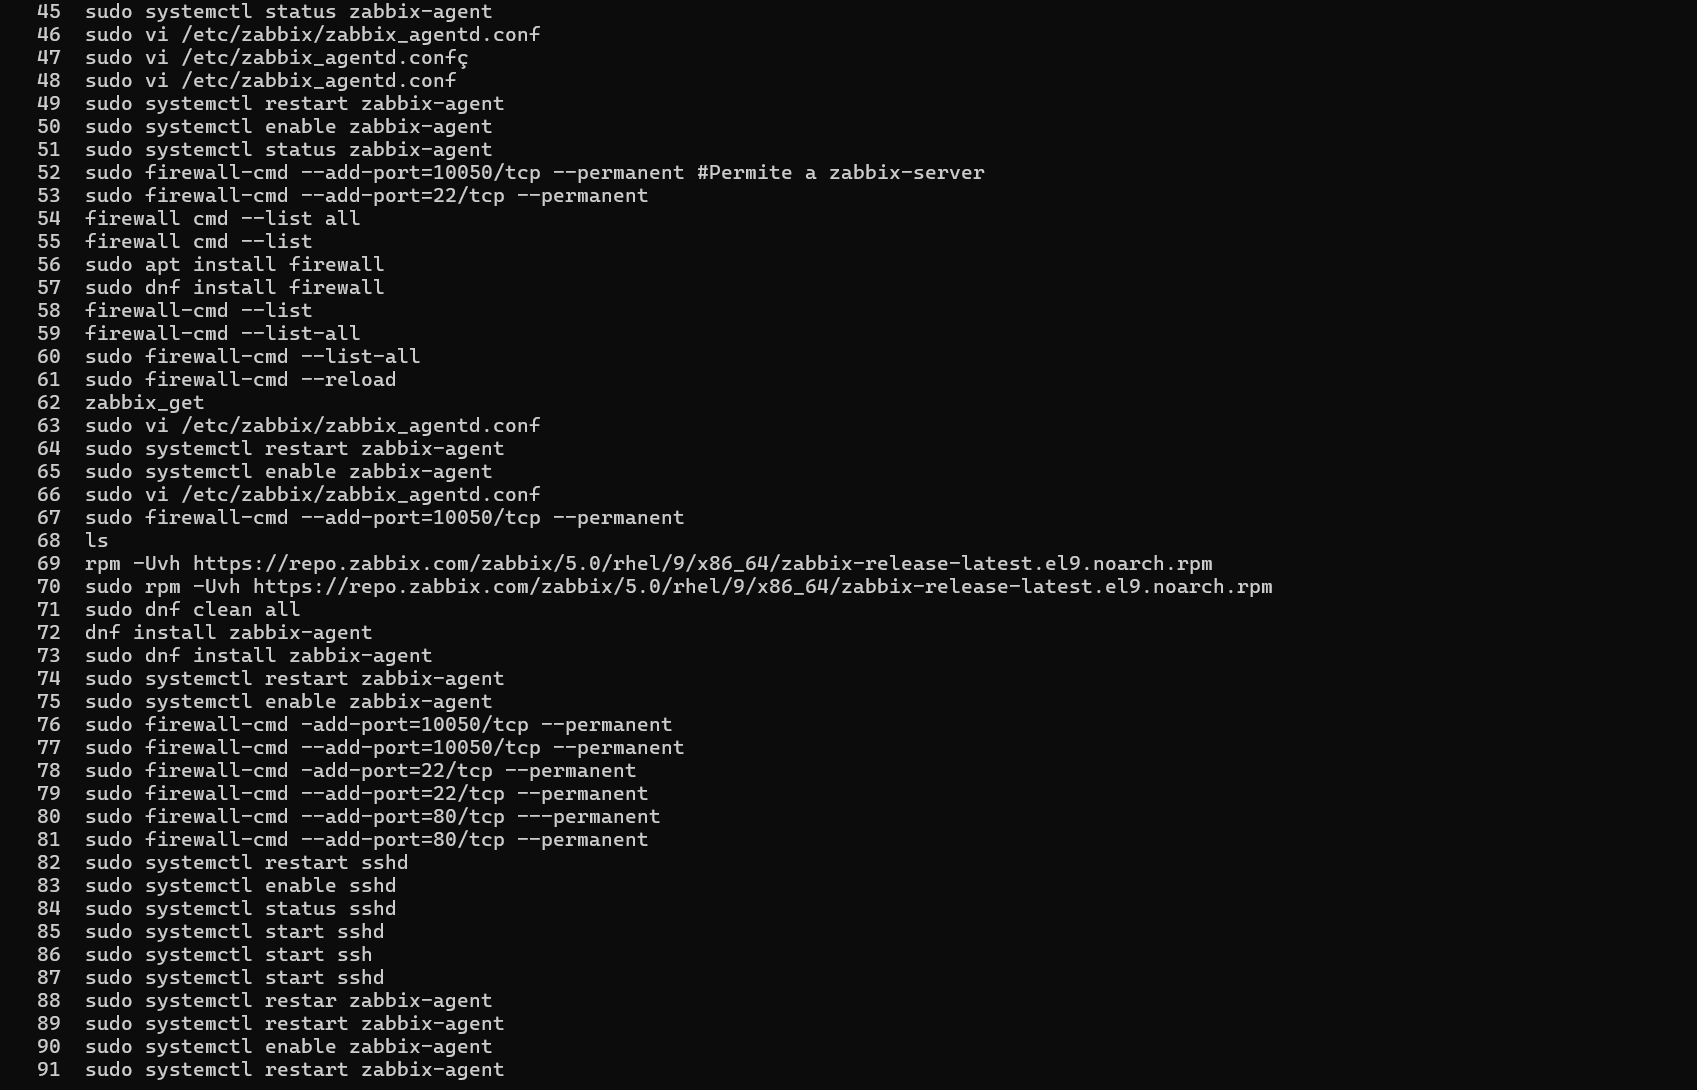 45  sudo systemctl status zabbix-agent
46  sudo vi /etc/zabbix/zabbix_agentd.conf
47  sudo vi /etc/zabbix_agentd.confç
48  sudo vi /etc/zabbix_agentd.conf
49  sudo systemctl restart zabbix-agent
50  sudo systemctl enable zabbix-agent
51  sudo systemctl status zabbix-agent
52  sudo firewall-cmd --add-port=10050/tcp --permanent #Permite a zabbix-server
53  sudo firewall-cmd --add-port=22/tcp --permanent
54  firewall cmd --list all
55  firewall cmd --list
56  sudo apt install firewall
57  sudo dnf install firewall
58  firewall-cmd --list
59  firewall-cmd --list-all
60  sudo firewall-cmd --list-all
61  sudo firewall-cmd --reload
62  zabbix_get
63  sudo vi /etc/zabbix/zabbix_agentd.conf
64  sudo systemctl restart zabbix-agent
65  sudo systemctl enable zabbix-agent
66  sudo vi /etc/zabbix/zabbix_agentd.conf
67  sudo firewall-cmd --add-port=10050/tcp --permanent
68  ls
69  rpm -Uvh https://repo.zabbix.com/zabbix/5.0/rhel/9/x86_64/zabbix-release-latest.el9.noarch.rpm
70  sudo rpm -Uvh https://repo.zabbix.com/zabbix/5.0/rhel/9/x86_64/zabbix-release-latest.el9.noarch.rpm
71  sudo dnf clean all
72  dnf install zabbix-agent
73  sudo dnf install zabbix-agent
74  sudo systemctl restart zabbix-agent
75  sudo systemctl enable zabbix-agent
76  sudo firewall-cmd -add-port=10050/tcp --permanent
77  sudo firewall-cmd --add-port=10050/tcp --permanent
78  sudo firewall-cmd -add-port=22/tcp --permanent
79  sudo firewall-cmd --add-port=22/tcp --permanent
80  sudo firewall-cmd --add-port=80/tcp ---permanent
81  sudo firewall-cmd --add-port=80/tcp --permanent
82  sudo systemctl restart sshd
83  sudo systemctl enable sshd
84  sudo systemctl status sshd
85  sudo systemctl start sshd
86  sudo systemctl start ssh
87  sudo systemctl start sshd
88  sudo systemctl restar zabbix-agent
89  sudo systemctl restart zabbix-agent
90  sudo systemctl enable zabbix-agent
91  sudo systemctl restart zabbix-agent